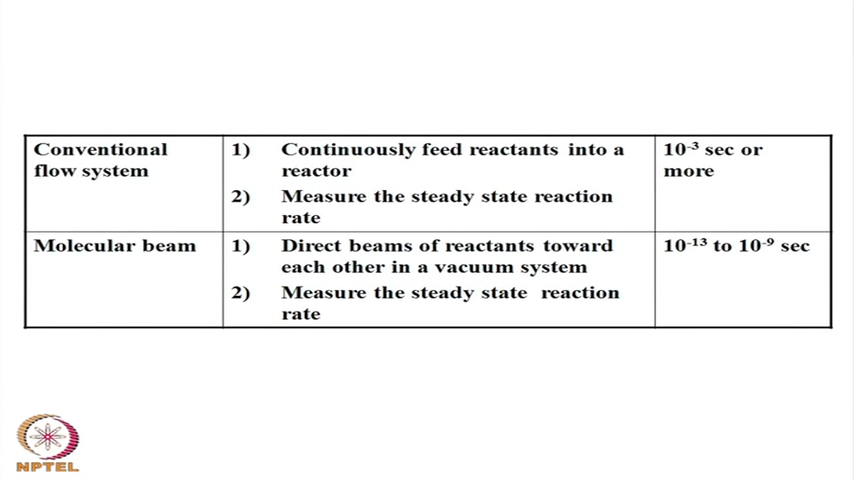 Conventional flow system
1) Continuously feed reactants into a reactor
2) Measure the steady state reaction rate
10⁻³ sec or more
Molecular beam
1) Direct beams of reactants toward each other in a vacuum system
2) Measure the steady state reaction rate
10⁻¹³ to 10⁻⁹ sec
NPTEL